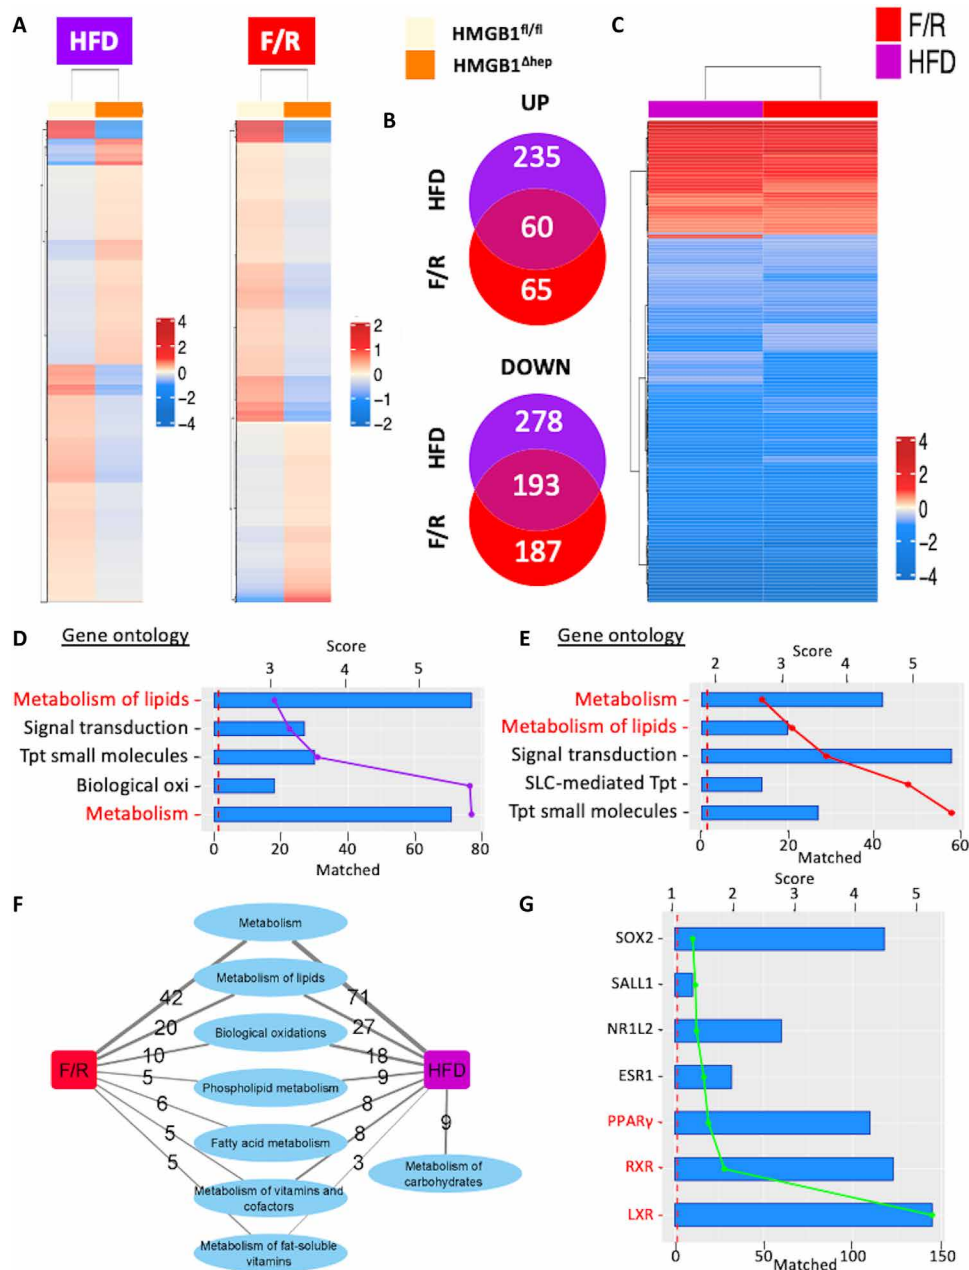 A
HFD
F/R
HMGB1fl/fl
HMGB1Δhep
C
F/R
HFD
4
2
0
-2
-4
2
1
0
-1
-2
B
UP
HFD
F/R
235
60
65
DOWN
HFD
F/R
278
193
187
4
2
0
-2
-4
D
Gene ontology
Score
3 4 5
Metabolism of lipids
Signal transduction
Tpt small molecules
Biological oxi
Metabolism
0 20 40 60 80
Matched
E
Gene ontology
Score
2 3 4 5
Metabolism
Metabolism of lipids
Signal transduction
SLC-mediated Tpt
Tpt small molecules
0 20 40 60
Matched
F
Metabolism
Metabolism of lipids
Biological oxidations
Phospholipid metabolism
Fatty acid metabolism
Metabolism of vitamins and
cofactors
Metabolism of fat-soluble
vitamins
F/R
HFD
42
20
10
5
6
5
5
71
27
18
9
8
8
3
9
Metabolism of
carbohydrates
G
Score
1 2 3 4 5
SOX2
SALL1
NR1L2
ESR1
PPARγ
RXR
LXR
0 50 100 150
Matched